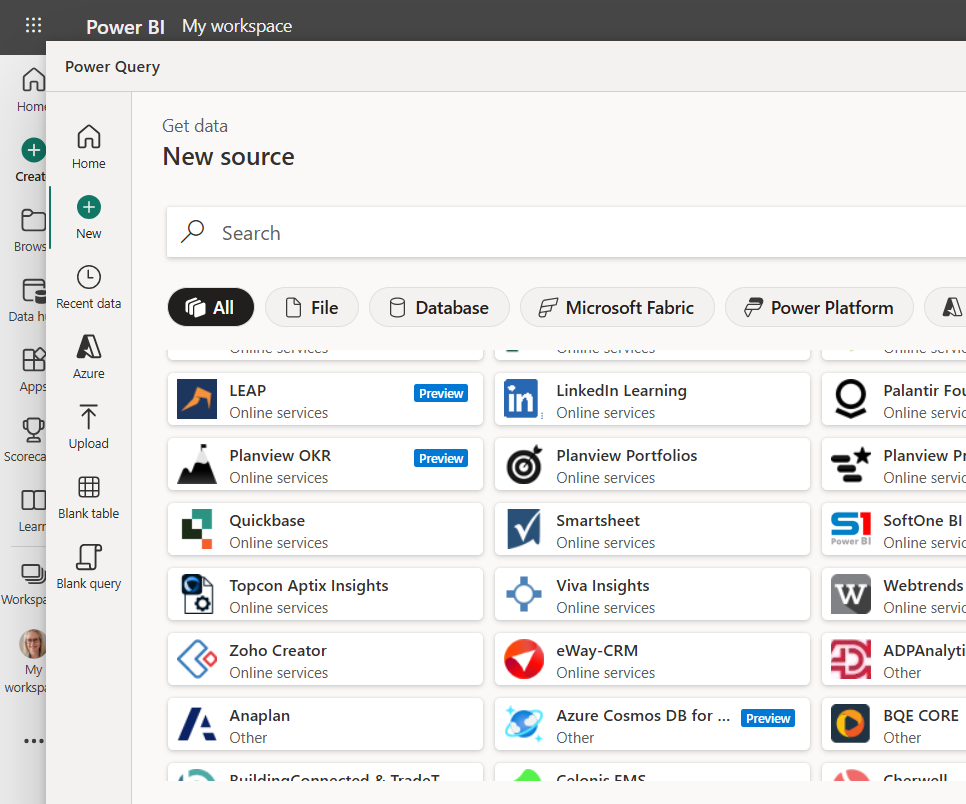 Power BI My workspace
Power Query
Home
Creat
Brows
Data hu
Apps
Scoreca
Learn
Workspa
My
workspa
Home
New
Recent data
Azure
Upload
Blank table
Blank query
Get data
New source
Search
All File Database Microsoft Fabric Power Platform
Online services Online services Online servic
LEAP Preview LinkedIn Learning Palantir Fou
Online services Online services Online servic
Planview OKR Preview Planview Portfolios Planview Pr
Online services Online services Online servic
Quickbase Smartsheet SoftOne BI
Online services Online services Online servic
Topcon Aptix Insights Viva Insights Webtrends
Online services Online services Online servic
Zoho Creator eWay-CRM ADPAnalyti
Online services Online services Other
Anaplan Azure Cosmos DB for ... Preview BQE CORE
Other Other Other
BuildingConnected & TradeT Celonis EMS Cherwell
in
S1
Power BI
W